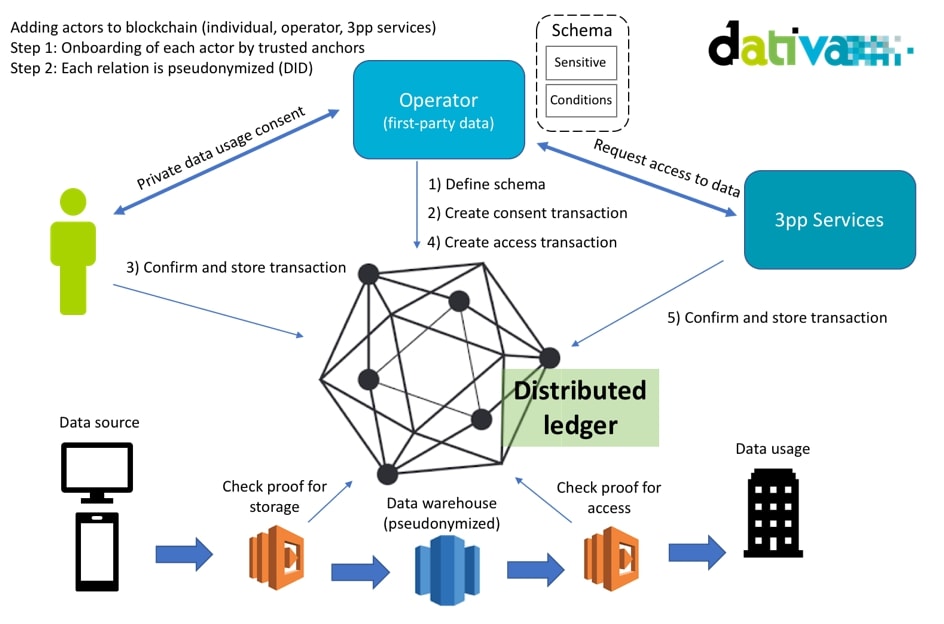 Adding actors to blockchain (individual, operator, 3pp services)
Step 1: Onboarding of each actor by trusted anchors
Step 2: Each relation is pseudonymized (DID)
Schema
Sensitive
Conditions
dativa
Operator
(first-party data)
Private data usage consent
Request access to data
3pp Services
1) Define schema
2) Create consent transaction
4) Create access transaction
3) Confirm and store transaction
5) Confirm and store transaction
Distributed
ledger
Data source
Data usage
Check proof for
storage
Data warehouse
(pseudonymized)
Check proof for
access